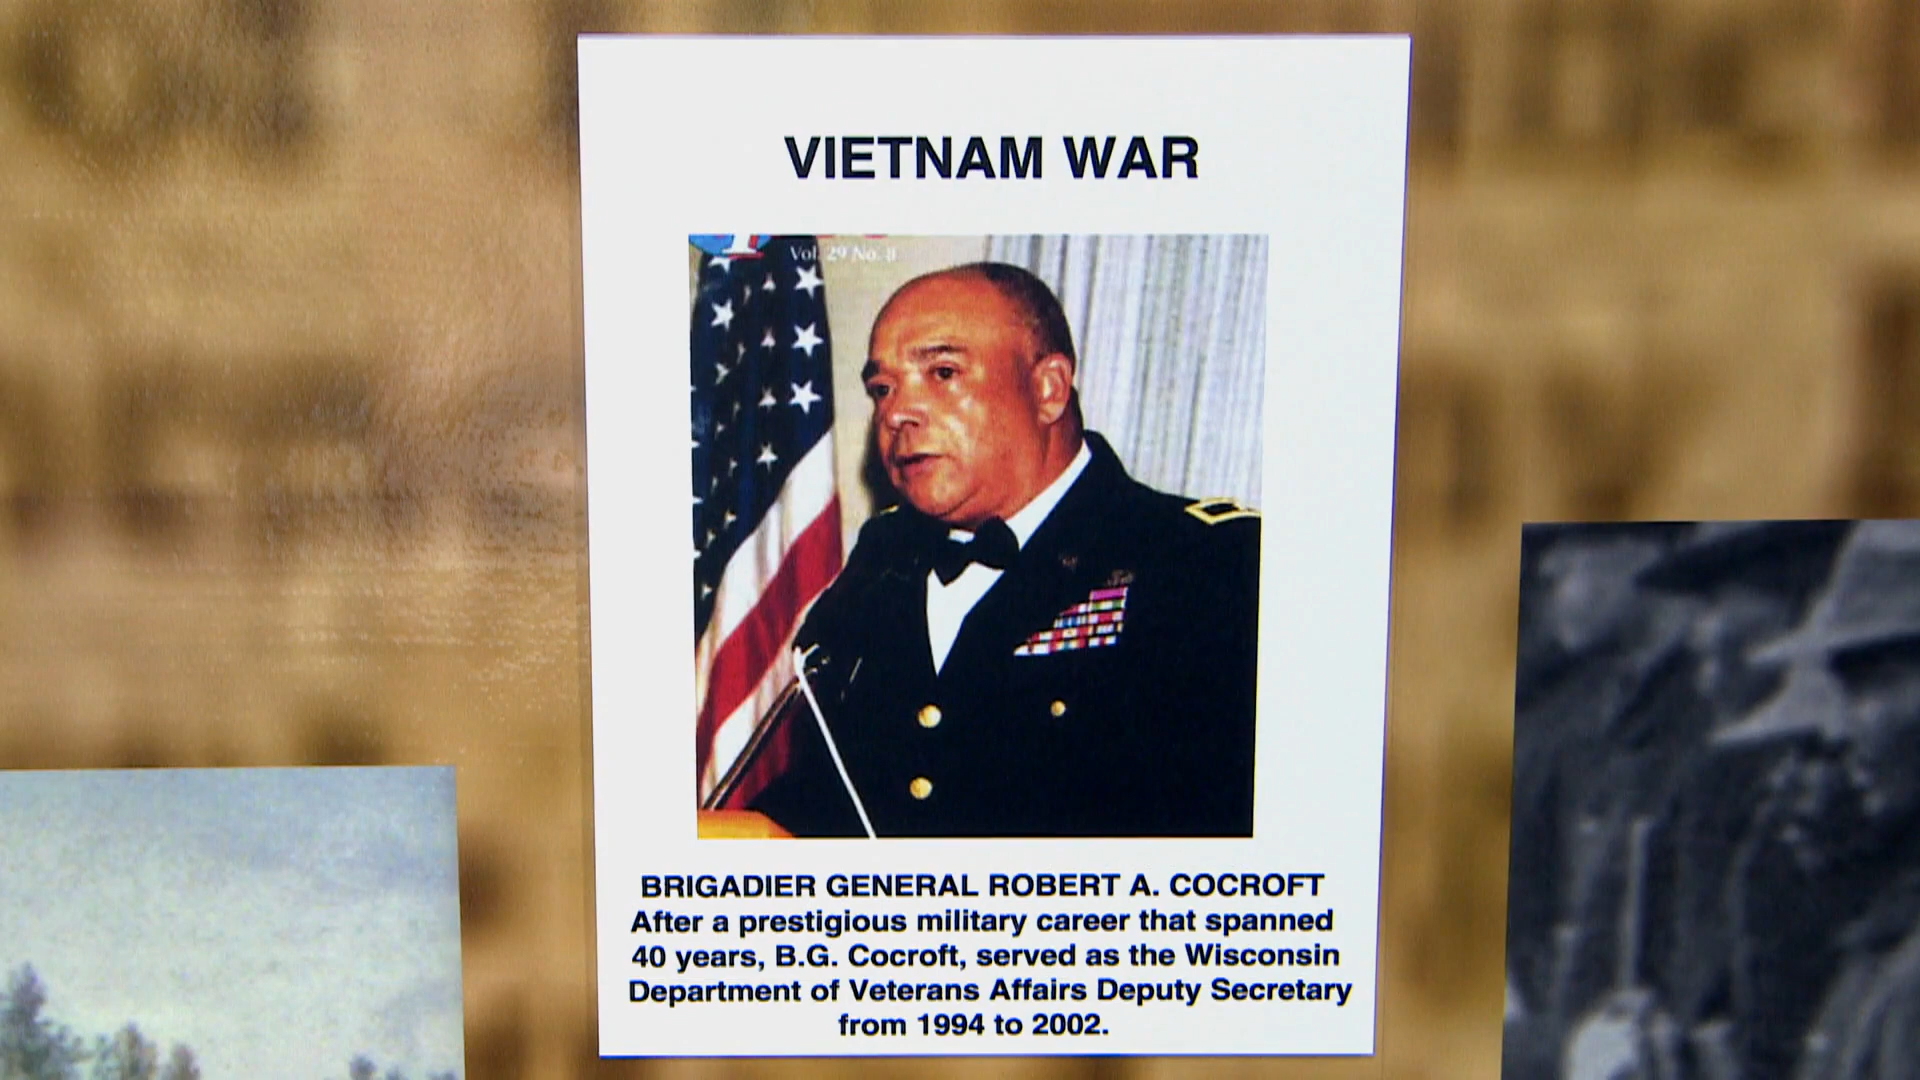 VIETNAM WAR
Vol. 29 No. 8
BRIGADIER GENERAL ROBERT A. COCROFT
After a prestigious military career that spanned
40 years, B.G. Cocroft, served as the Wisconsin
Department of Veterans Affairs Deputy Secretary
from 1994 to 2002.